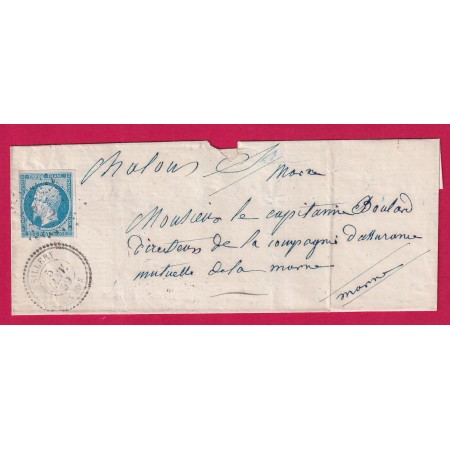 Chalons S/
Marne
Monsieur le capitaine Boulard
Directeur de la compagnie d'assurance
mutuelle de la marne
marne